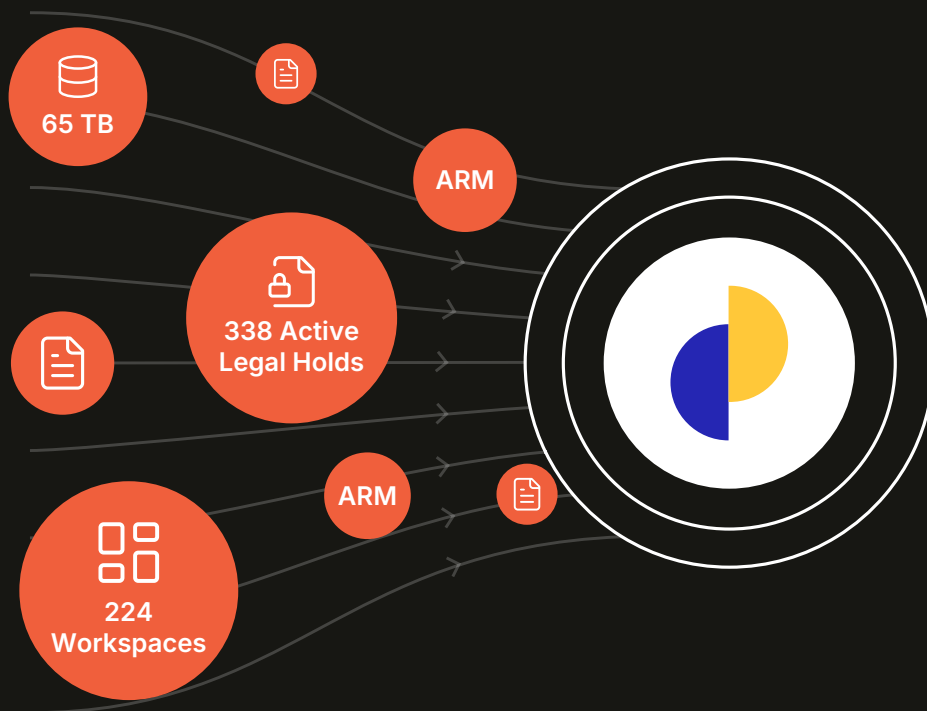 65 TB
ARM
338 Active
Legal Holds
ARM
224
Workspaces